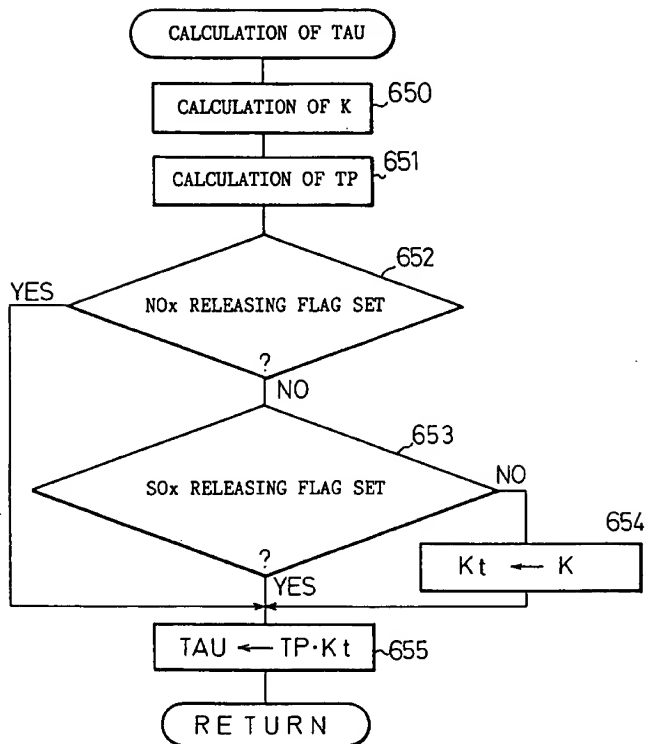 CALCULATION OF TAU
CALCULATION OF K
650
CALCULATION OF TP
651
652
YES
NOx RELEASING FLAG SET
?
NO
653
SOx RELEASING FLAG SET
NO
?
YES
654
Kt ← K
TAU ← TP·Kt
655
RETURN